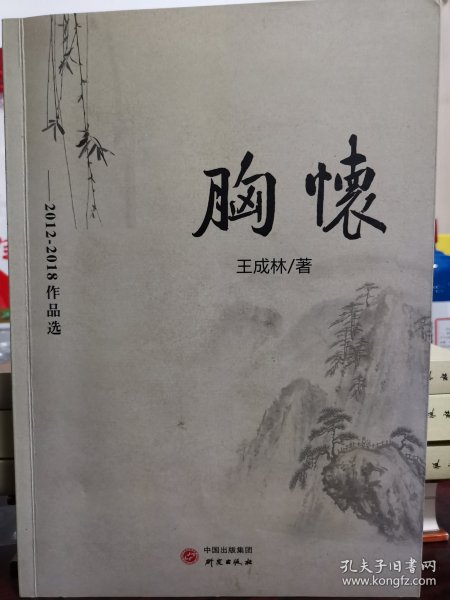 胸懷
王成林/著
——2012-2018作品选
中国出版集团
研究出版社
孔夫子旧书网
www.kongfz.com